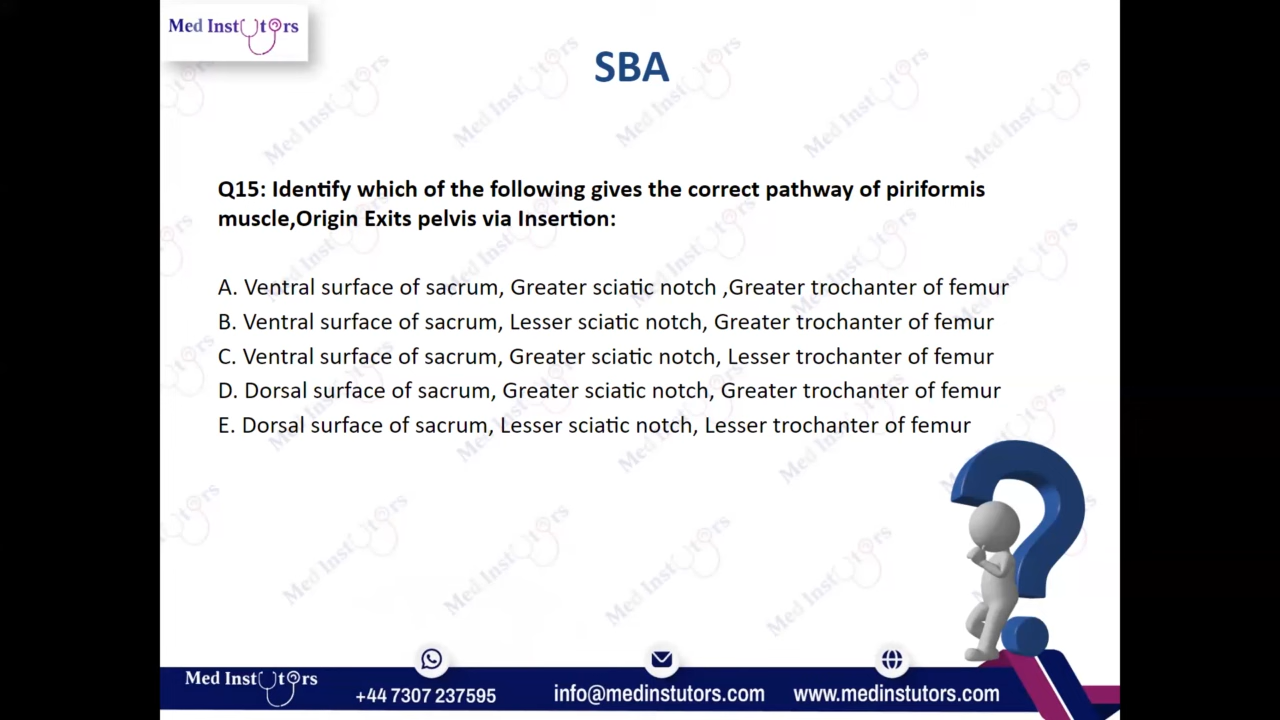 Med Instutors
SBA
Q15: Identify which of the following gives the correct pathway of piriformis
muscle,Origin Exits pelvis via Insertion:
A. Ventral surface of sacrum, Greater sciatic notch ,Greater trochanter of femur
B. Ventral surface of sacrum, Lesser sciatic notch, Greater trochanter of femur
C. Ventral surface of sacrum, Greater sciatic notch, Lesser trochanter of femur
D. Dorsal surface of sacrum, Greater sciatic notch, Greater trochanter of femur
E. Dorsal surface of sacrum, Lesser sciatic notch, Lesser trochanter of femur
Med Instutors
+44 7307 237595
info@medinstutors.com
www.medinstutors.com